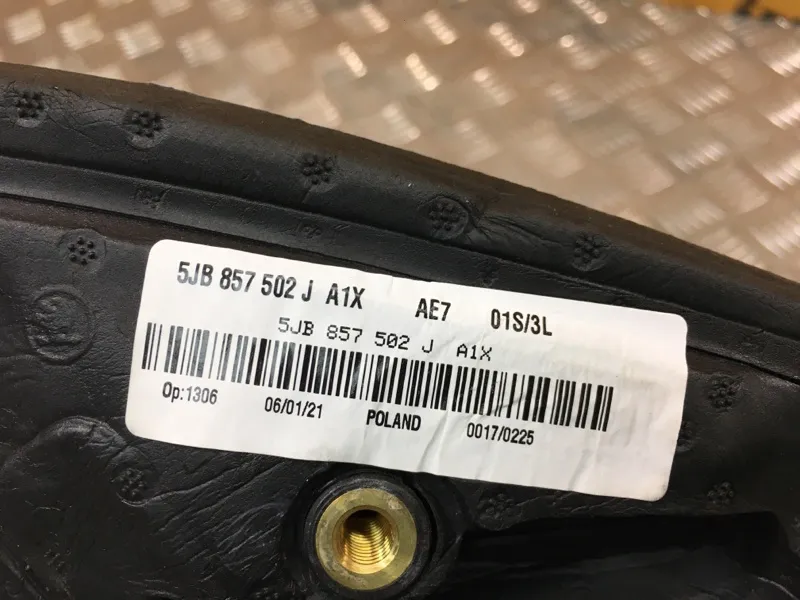 5JB 857 502 J A1X AE7 01S/3L
5JB 857 502 J A1X
Op:1306 06/01/21 POLAND 0017/0225